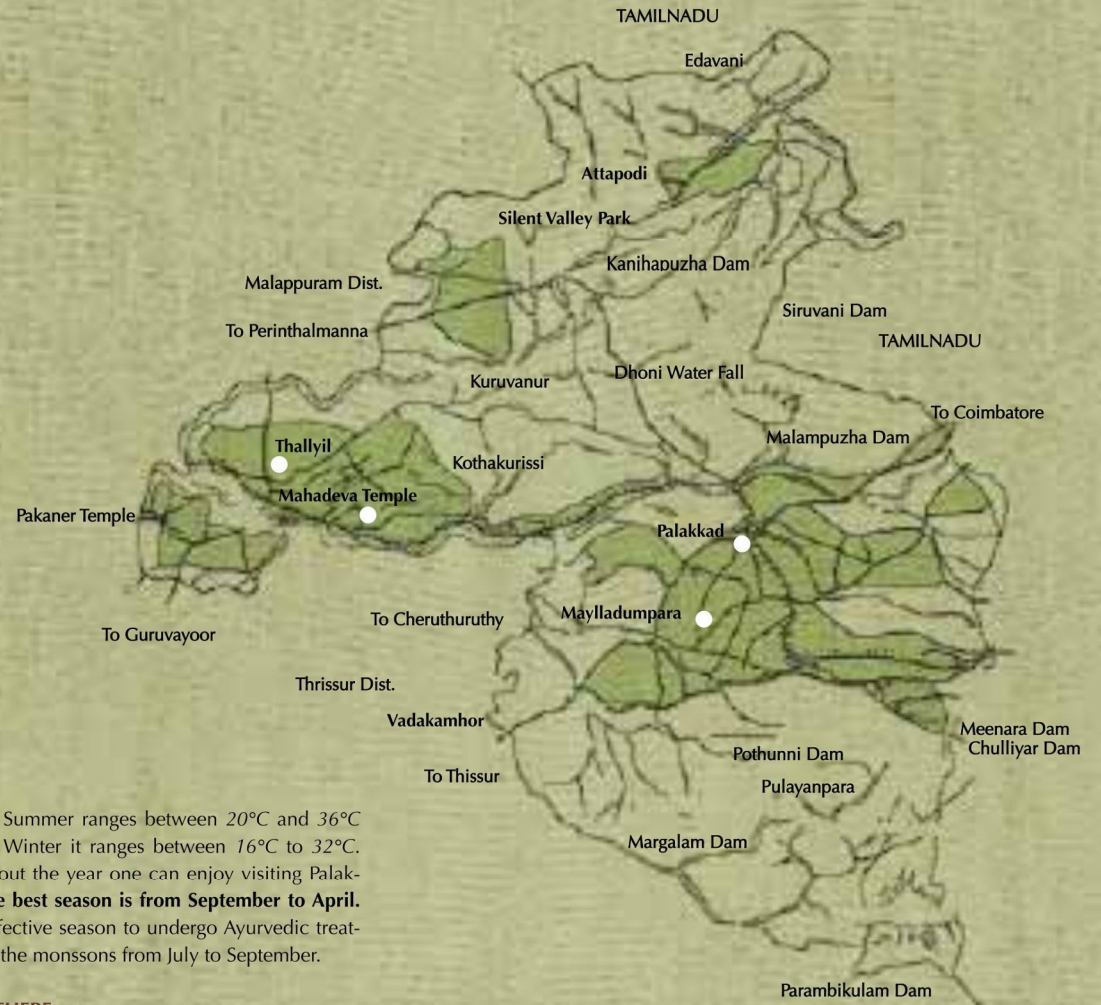 TAMILNADU
Edavani
Attapodi
Silent Valley Park
Kanihapuzha Dam
Malappuram Dist.
Siruvani Dam
To Perinthalmanna
TAMILNADU
Dhoni Water Fall
Kuruvanur
To Coimbatore
Malampuzha Dam
Thallyil
Kothakurissi
Mahadeva Temple
Pakaner Temple
Palakkad
Maylladumpara
To Cheruthuruthy
To Guruvayoor
Thrissur Dist.
Vadakamhor
Meenara Dam
Chulliyar Dam
Pothunni Dam
To Thissur
Pulayanpara
Margalam Dam
Parambikulam Dam
Summer ranges between 20°C and 36°C
Winter it ranges between 16°C to 32°C.
out the year one can enjoy visiting Palak-
e best season is from September to April.
fective season to undergo Ayurvedic treat-
the monssons from July to September.